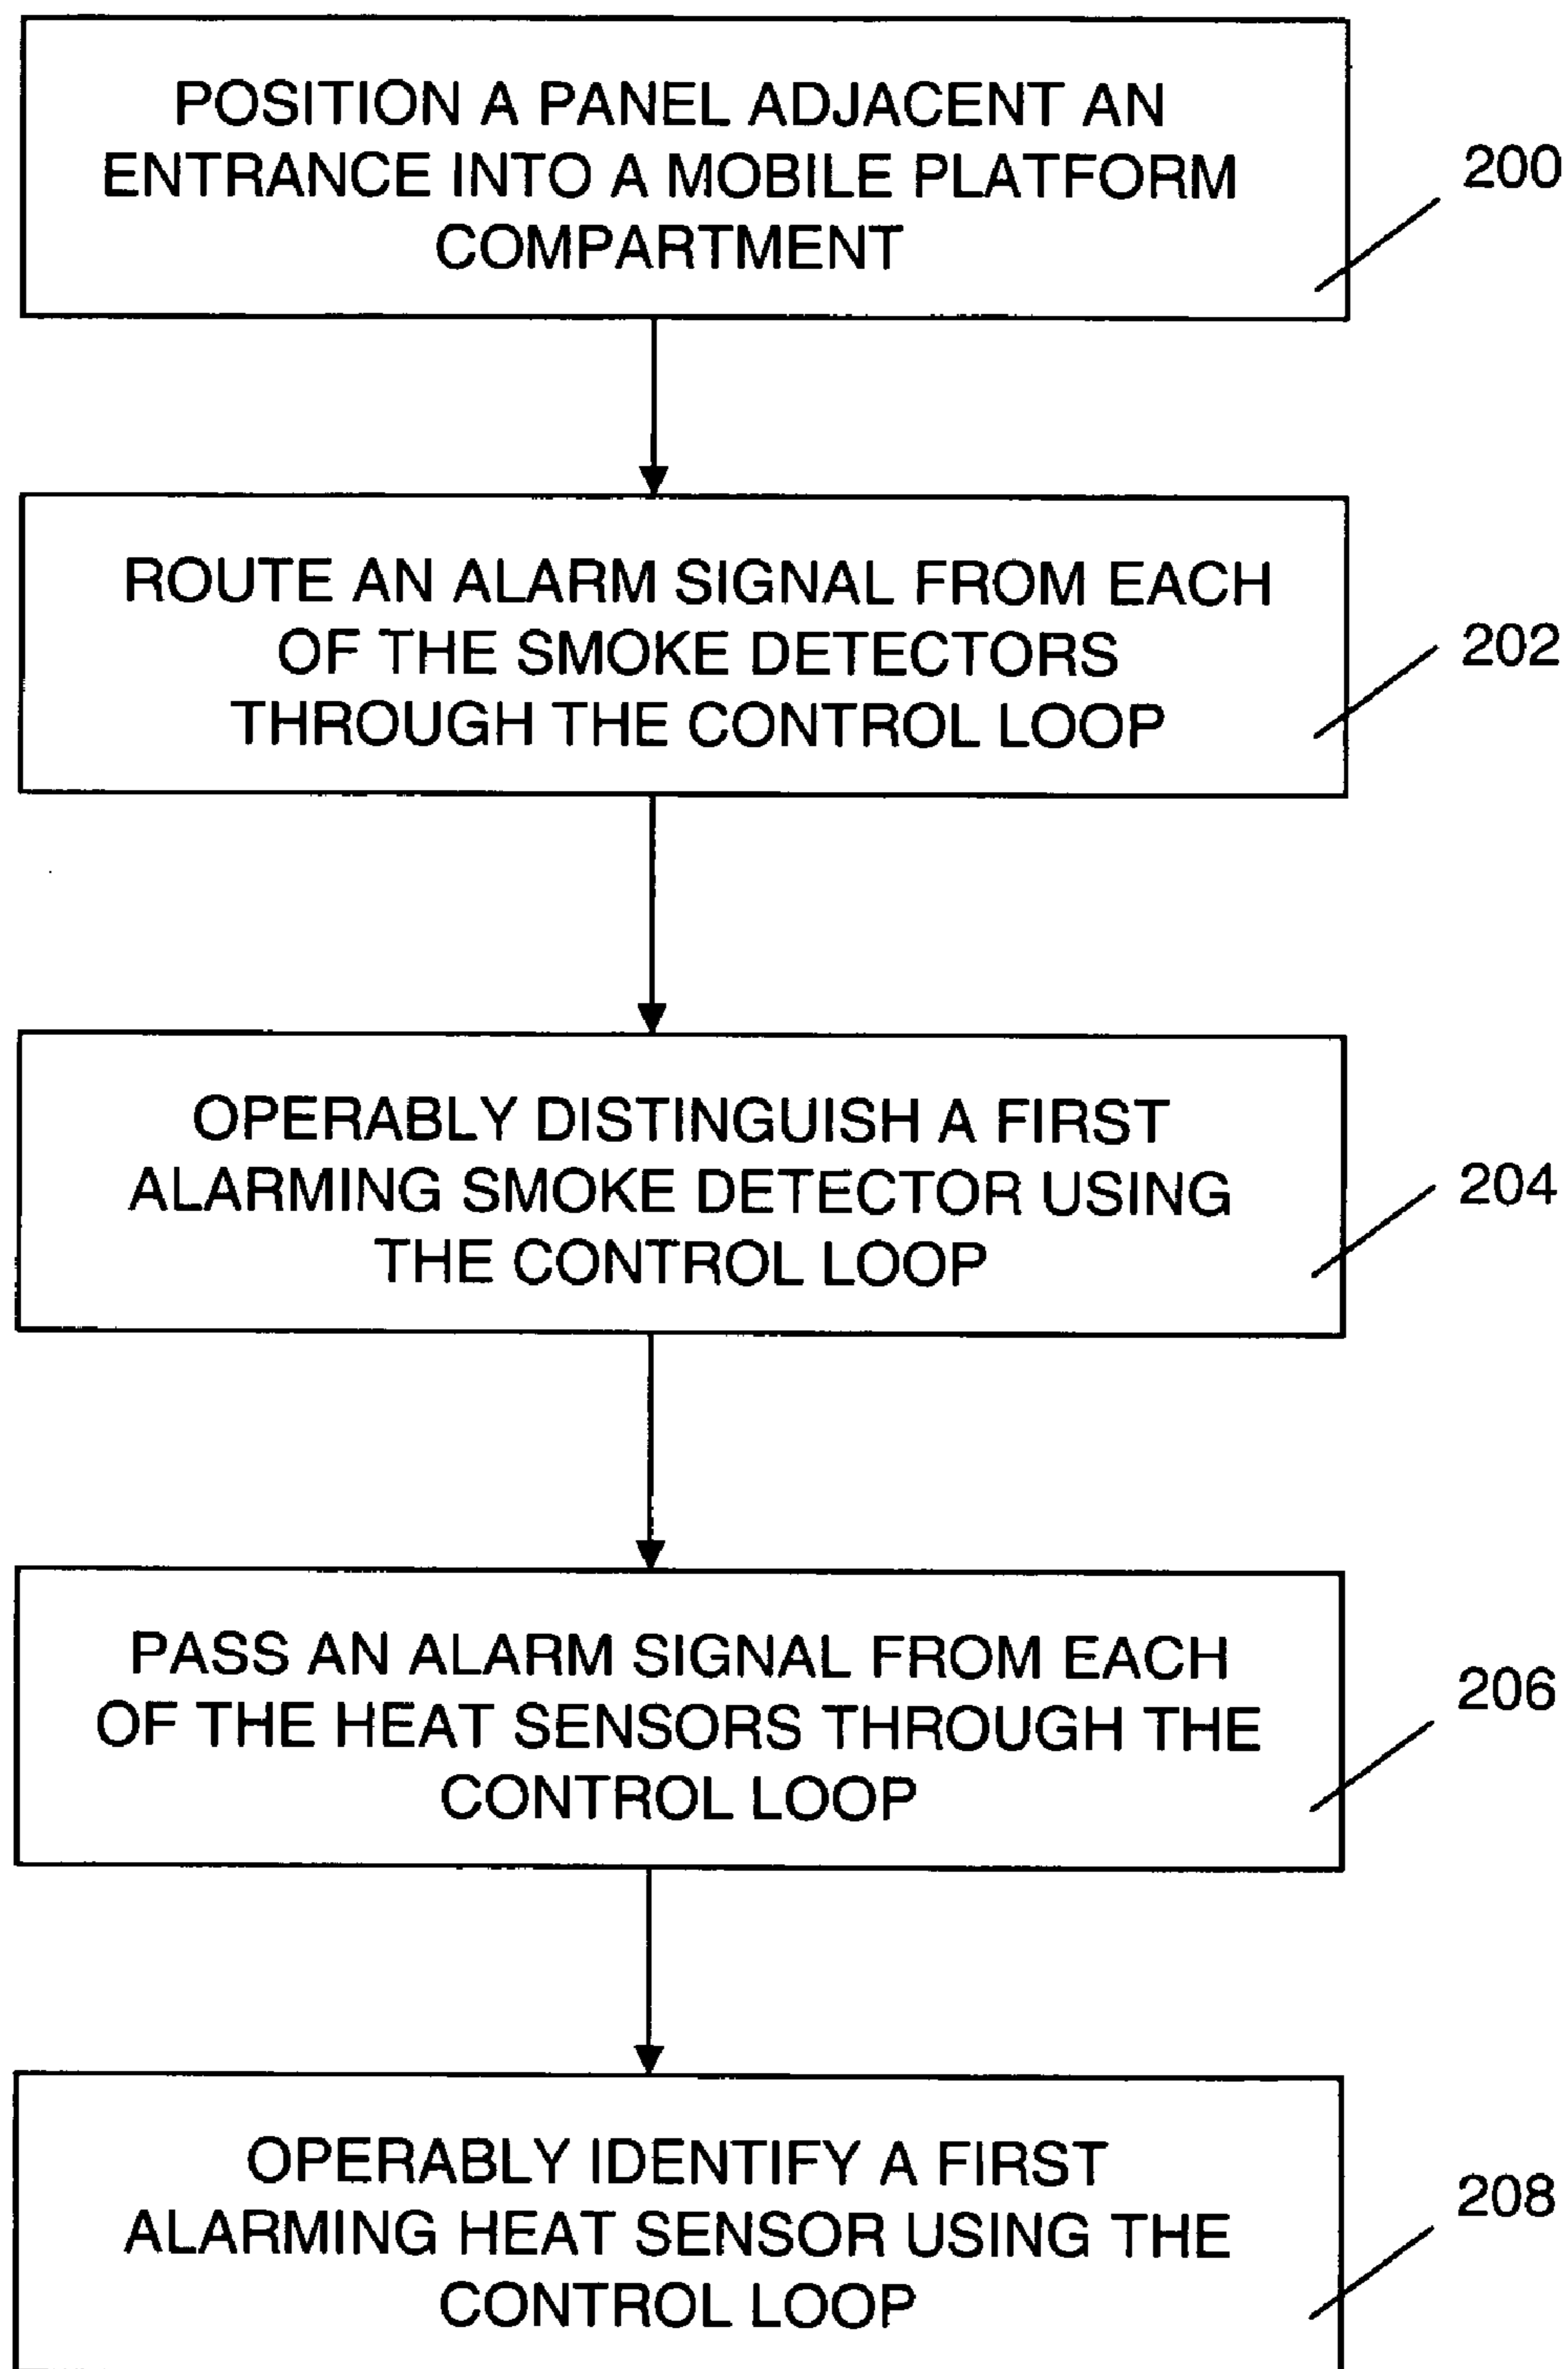 POSITION A PANEL ADJACENT AN
ENTRANCE INTO A MOBILE PLATFORM
COMPARTMENT
200
ROUTE AN ALARM SIGNAL FROM EACH
OF THE SMOKE DETECTORS
THROUGH THE CONTROL LOOP
202
OPERABLY DISTINGUISH A FIRST
ALARMING SMOKE DETECTOR USING
THE CONTROL LOOP
204
PASS AN ALARM SIGNAL FROM EACH
OF THE HEAT SENSORS THROUGH THE
CONTROL LOOP
206
OPERABLY IDENTIFY A FIRST
ALARMING HEAT SENSOR USING THE
CONTROL LOOP
208